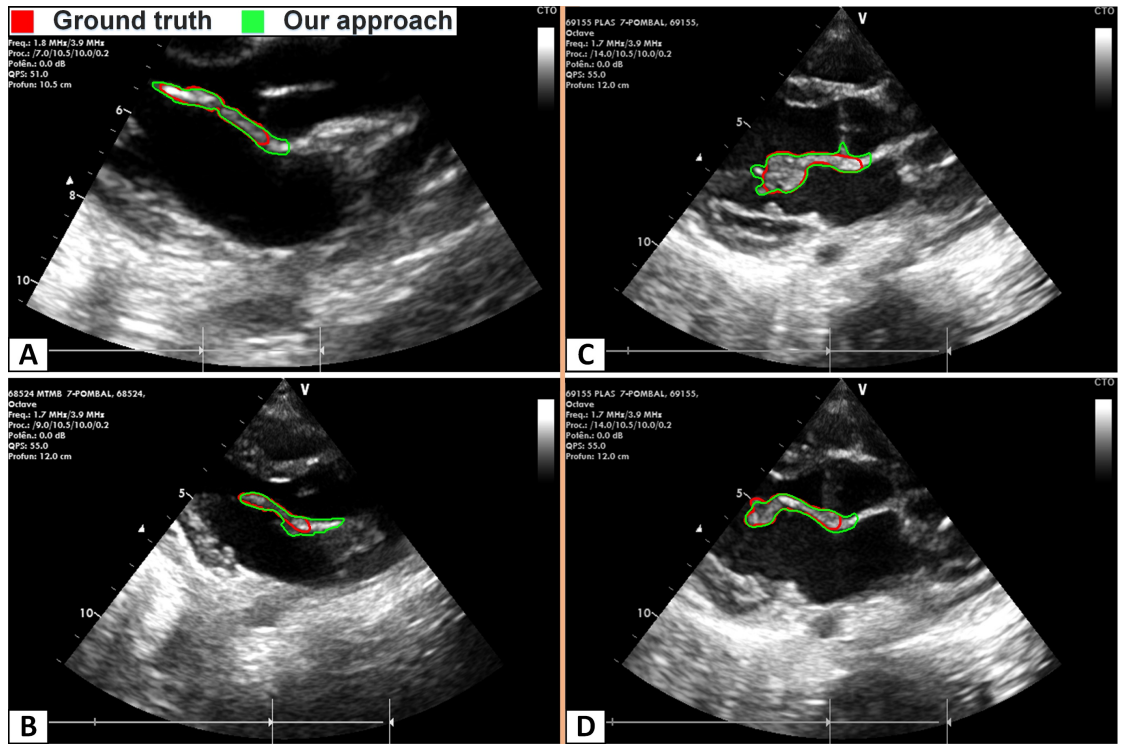 Ground truth Our approach
CTO
Freq.: 1.8 MHz/3.9 MHz
Proc.: /7.0/10.5/10.0/0.2
Potên.: 0.0 dB
QPS: 51.0
Profun: 10.5 cm
6
8
10
A
69155 PLAS 7-POMBAL, 69155,
Octave
Freq.: 1.7 MHz/3.9 MHz
Proc.: /14.0/10.5/10.0/0.2
Potên.: 0.0 dB
QPS: 55.0
Profun: 12.0 cm
V
CTO
5
10
C
68524 MTMB 7-POMBAL, 68524,
Octave
Freq.: 1.7 MHz/3.9 MHz
Proc.: /9.0/10.5/10.0/0.2
Potên.: 0.0 dB
QPS: 55.0
Profun: 12.0 cm
V
CTO
5
10
B
69155 PLAS 7-POMBAL, 69155,
Octave
Freq.: 1.7 MHz/3.9 MHz
Proc.: /14.0/10.5/10.0/0.2
Potên.: 0.0 dB
QPS: 55.0
Profun: 12.0 cm
V
CTO
5
10
D